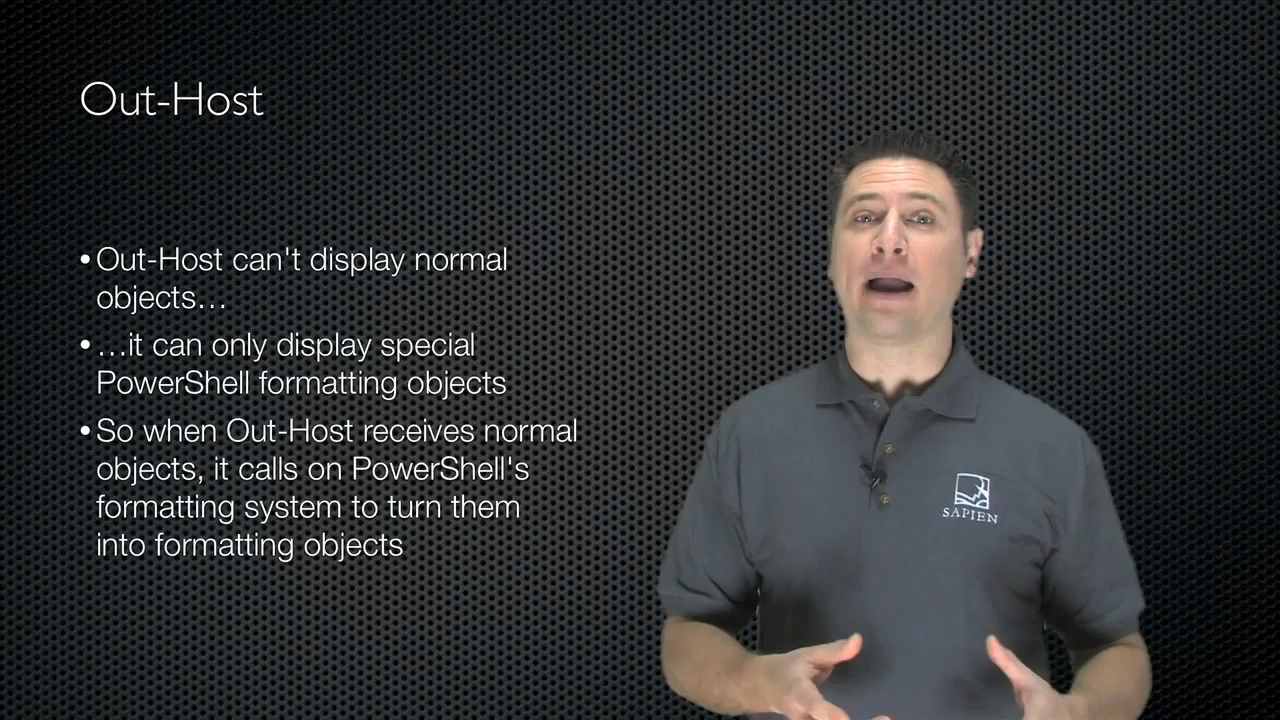 Out-Host
•Out-Host can't display normal
objects…
•…it can only display special
PowerShell formatting objects
•So when Out-Host receives normal
objects, it calls on PowerShell's
formatting system to turn them
into formatting objects
SAPIEN